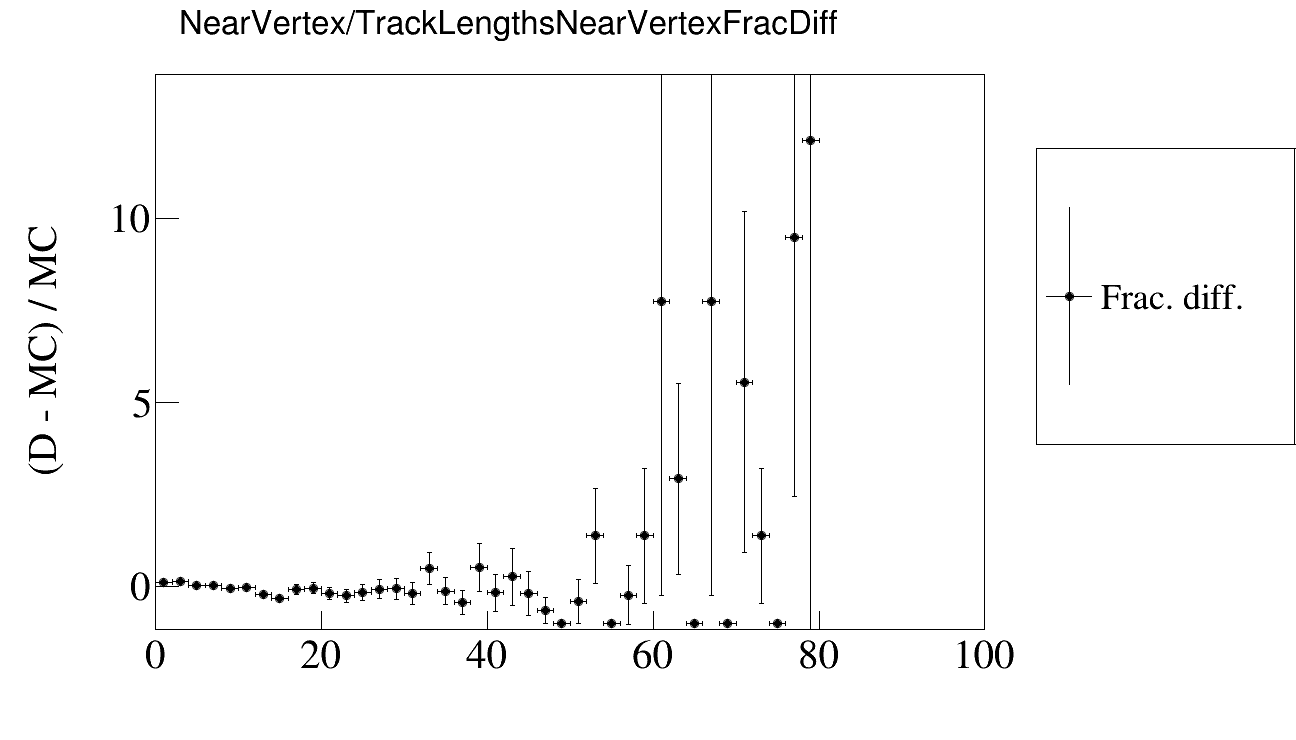 NearVertex/TrackLengthsNearVertexFracDiff
(D - MC) / MC
10
5
0
0 20 40 60 80 100
Frac. diff.